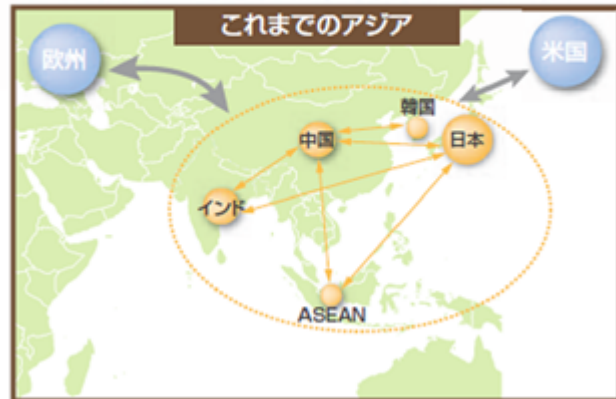 これまでのアジア
欧州
米国
韓国
中国
日本
インド
ASEAN